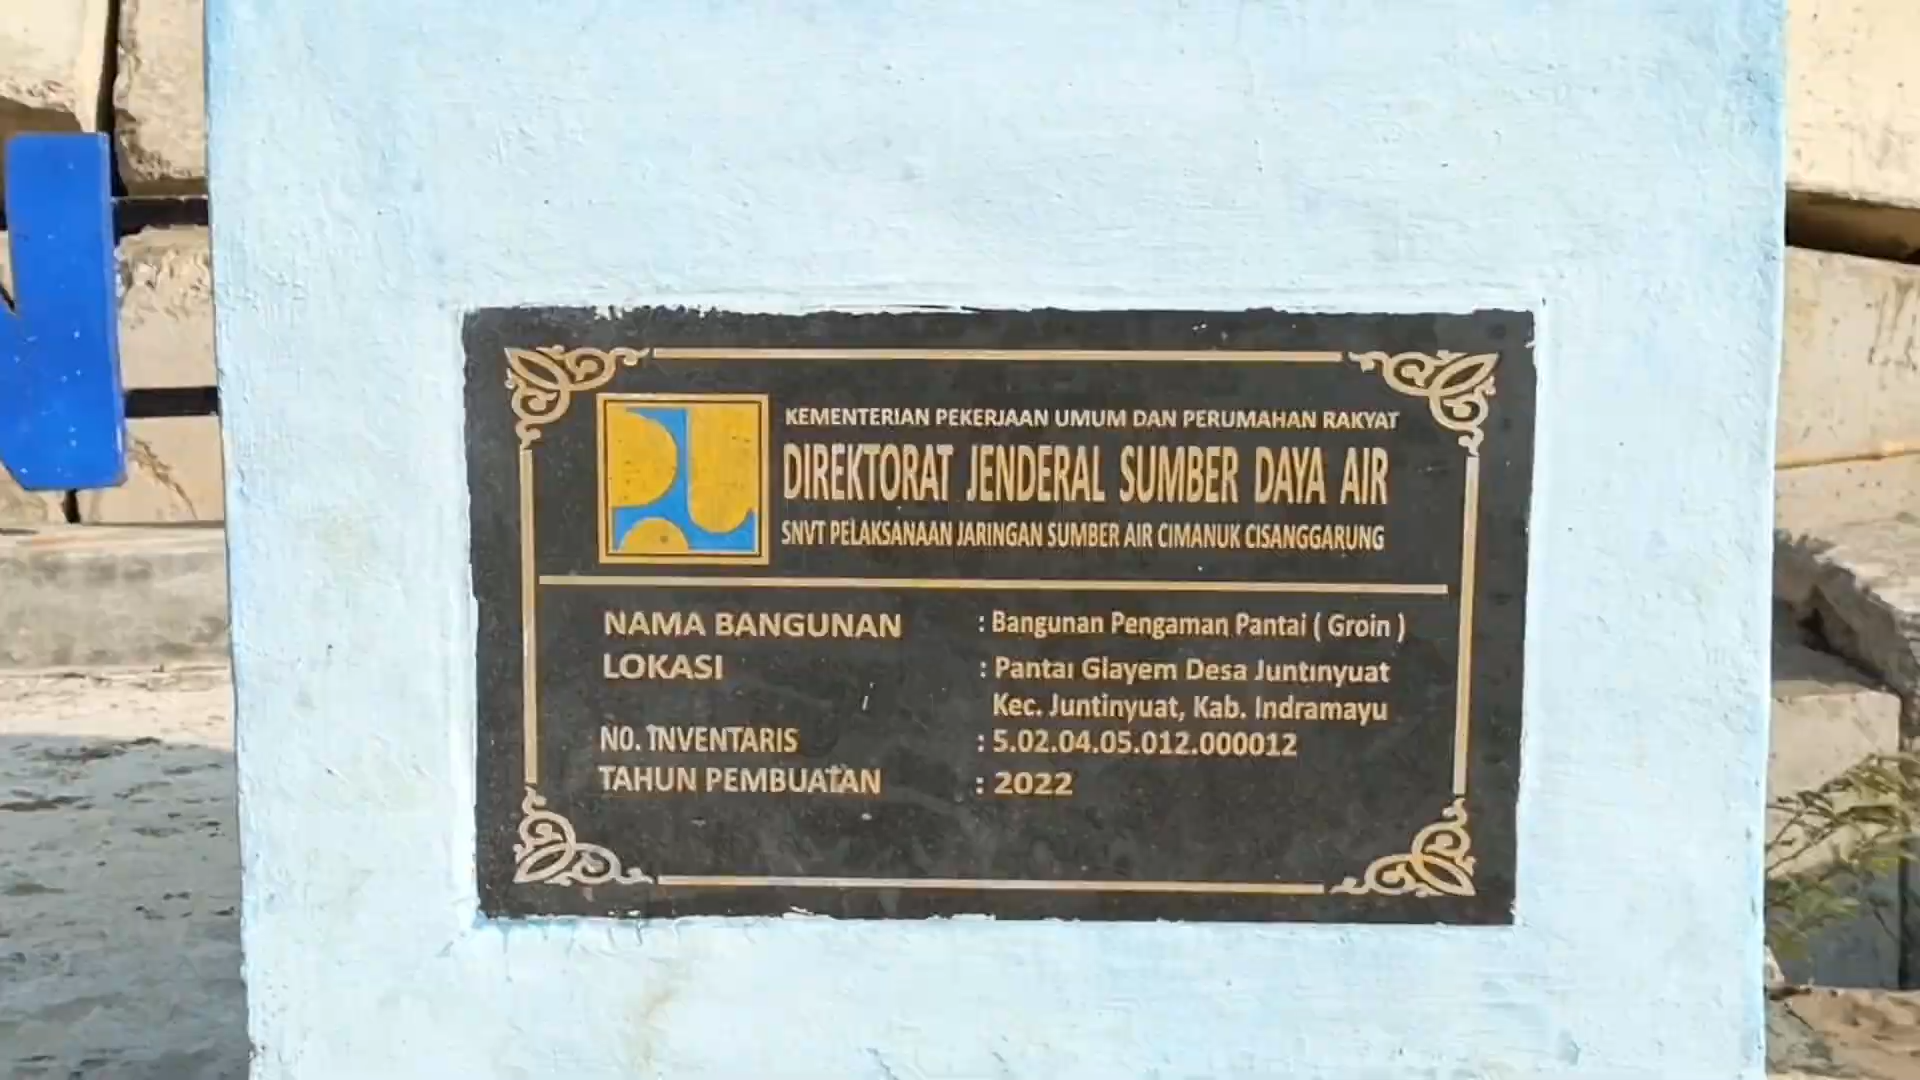 KEMENTERIAN PEKERJAAN UMUM DAN PERUMAHAN RAKYAT
DIREKTORAT JENDERAL SUMBER DAYA AIR
SNVT PELAKSANAAN JARINGAN SUMBER AIR CIMANUK CISANGGARUNG
NAMA BANGUNAN : Bangunan Pengaman Pantai ( Groin )
LOKASI : Pantai Glayem Desa Juntinyuat
Kec. Juntinyuat, Kab. Indramayu
NO. INVENTARIS : 5.02.04.05.012.000012
TAHUN PEMBUATAN : 2022